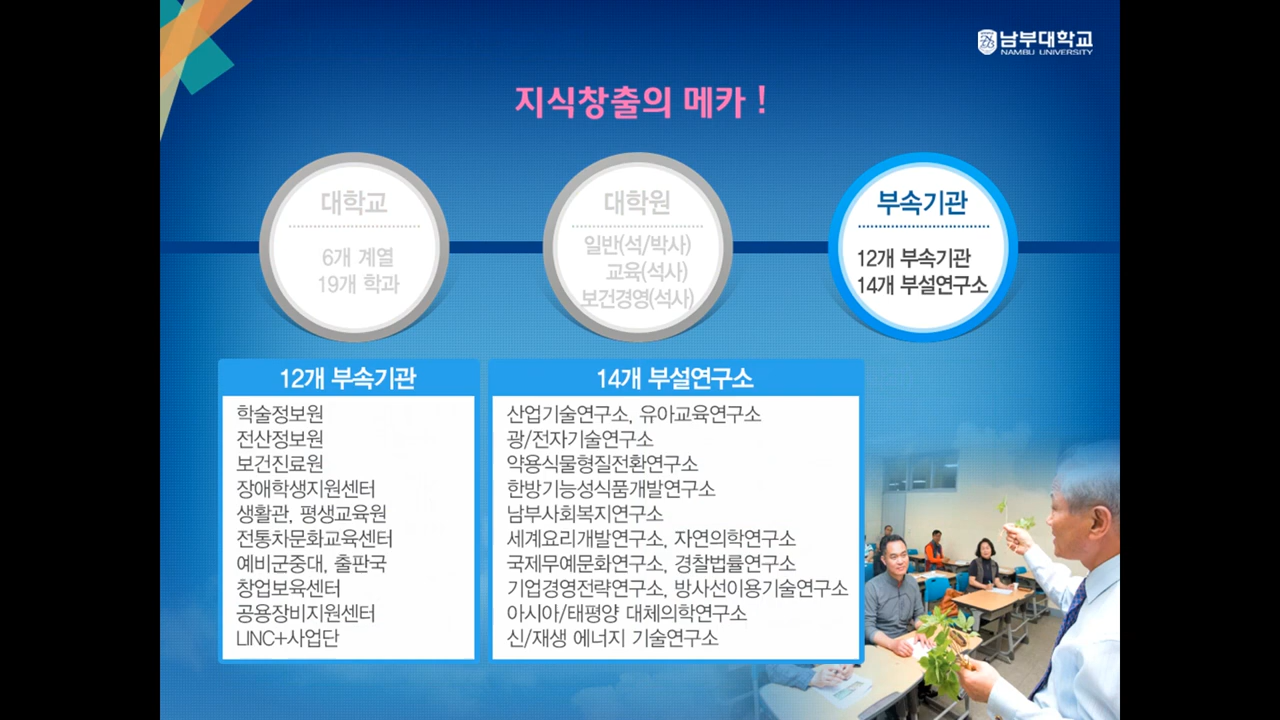 남부대학교
NAMBU UNIVERSITY
지식창출의 메카 !
대학교
6개 계열
19개 학과
대학원
일반(석/박사)
교육(석사)
보건경영(석사)
부속기관
12개 부속기관
14개 부설연구소
12개 부속기관
학술정보원
전산정보원
보건진료원
장애학생지원센터
생활관, 평생교육원
전통차문화교육센터
예비군중대, 출판국
창업보육센터
공용장비지원센터
LINC+사업단
14개 부설연구소
산업기술연구소, 유아교육연구소
광/전자기술연구소
약용식물형질전환연구소
한방기능성식품개발연구소
남부사회복지연구소
세계요리개발연구소, 자연의학연구소
국제무예문화연구소, 경찰법률연구소
기업경영전략연구소, 방사선이용기술연구소
아시아/태평양 대체의학연구소
신/재생 에너지 기술연구소